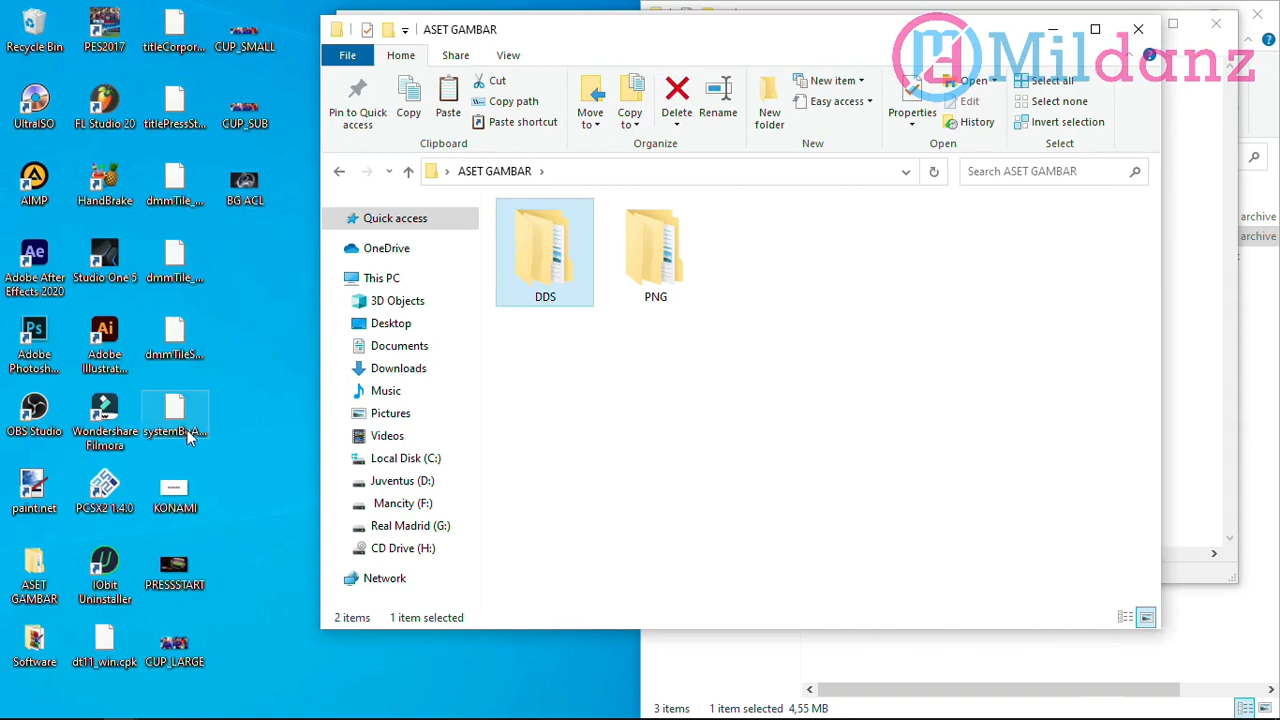 Recycle Bin
PES2017
titleCorpor...
CUP_SMALL
UltraISO
FL Studio 20
titlePressSt...
CUP_SUB
AIMP
HandBrake
dmmTile_...
BG ACL
Adobe After
Effects 2020
Studio One 5
dmmTile_...
Adobe
Photosh...
Adobe
Illustrat...
dmmTileS...
OBS Studio
Wondershare
Filmora
paint.net
PCSX2 1.4.0
KONAMI
ASET
GAMBAR
IObit
Uninstaller
PRESSSTART
Software
dt11_win.cpk
CUP_LARGE
ASET GAMBAR
Mildanz
File
Home
Share
View
Pin to Quick
access
Copy
Paste
Cut
Copy path
Paste shortcut
Clipboard
Move
to
Copy
to
Delete
Rename
Organize
New
folder
New item
Easy access
New
Properties
Open
Edit
History
Open
Select all
Select none
Invert selection
Select
ASET GAMBAR
Search ASET GAMBAR
Quick access
OneDrive
This PC
3D Objects
Desktop
Documents
Downloads
Music
Pictures
Videos
Local Disk (C:)
Juventus (D:)
Mancity (F:)
Real Madrid (G:)
CD Drive (H:)
Network
DDS
PNG
2 items
1 item selected
archive
archive
3 items
1 item selected 4,55 MB